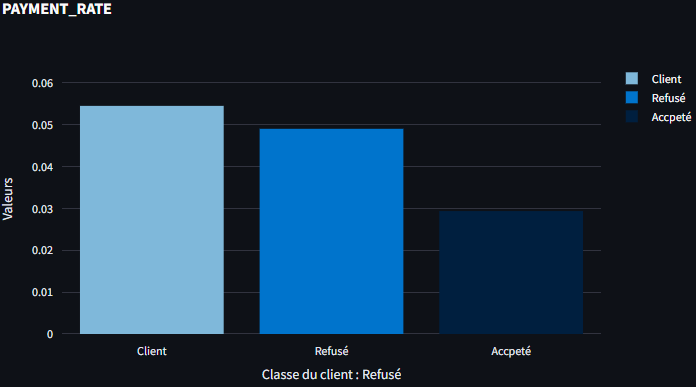 PAYMENT_RATE
Client
Refusé
Accpeté
0.06
0.05
0.04
0.03
0.02
0.01
0
Valeurs
Client
Refusé
Accpeté
Classe du client : Refusé